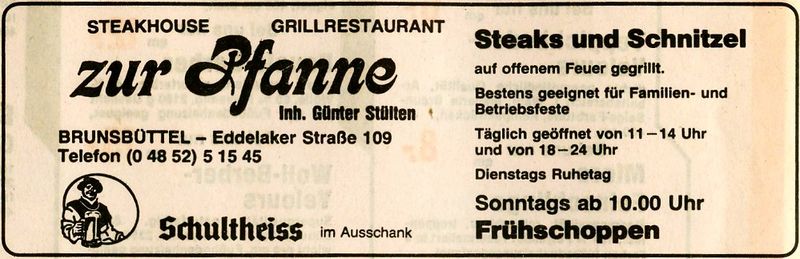 STEAKHOUSE GRILLRESTAURANT
zur Pfanne
Inh. Günter Stülten
BRUNSBÜTTEL – Eddelaker Straße 109
Telefon (0 48 52) 5 15 45
Schultheiss im Ausschank
Steaks und Schnitzel
auf offenem Feuer gegrillt.
Bestens geeignet für Familien- und
Betriebsfeste
Täglich geöffnet von 11–14 Uhr
und von 18–24 Uhr
Dienstags Ruhetag
Sonntags ab 10.00 Uhr
Frühschoppen